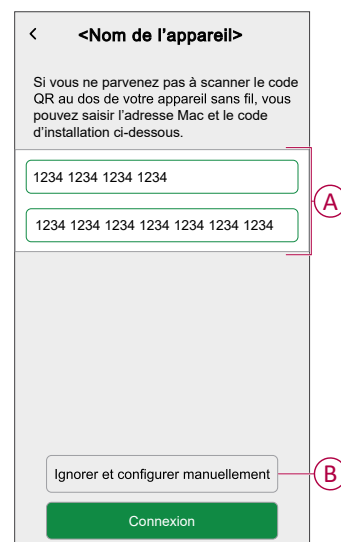 <Nom de l'appareil>
Si vous ne parvenez pas à scanner le code
QR au dos de votre appareil sans fil, vous
pouvez saisir l'adresse Mac et le code
d'installation ci-dessous.
1234 1234 1234 1234
A
1234 1234 1234 1234 1234 1234 1234
Ignorer et configurer manuellement
B
Connexion